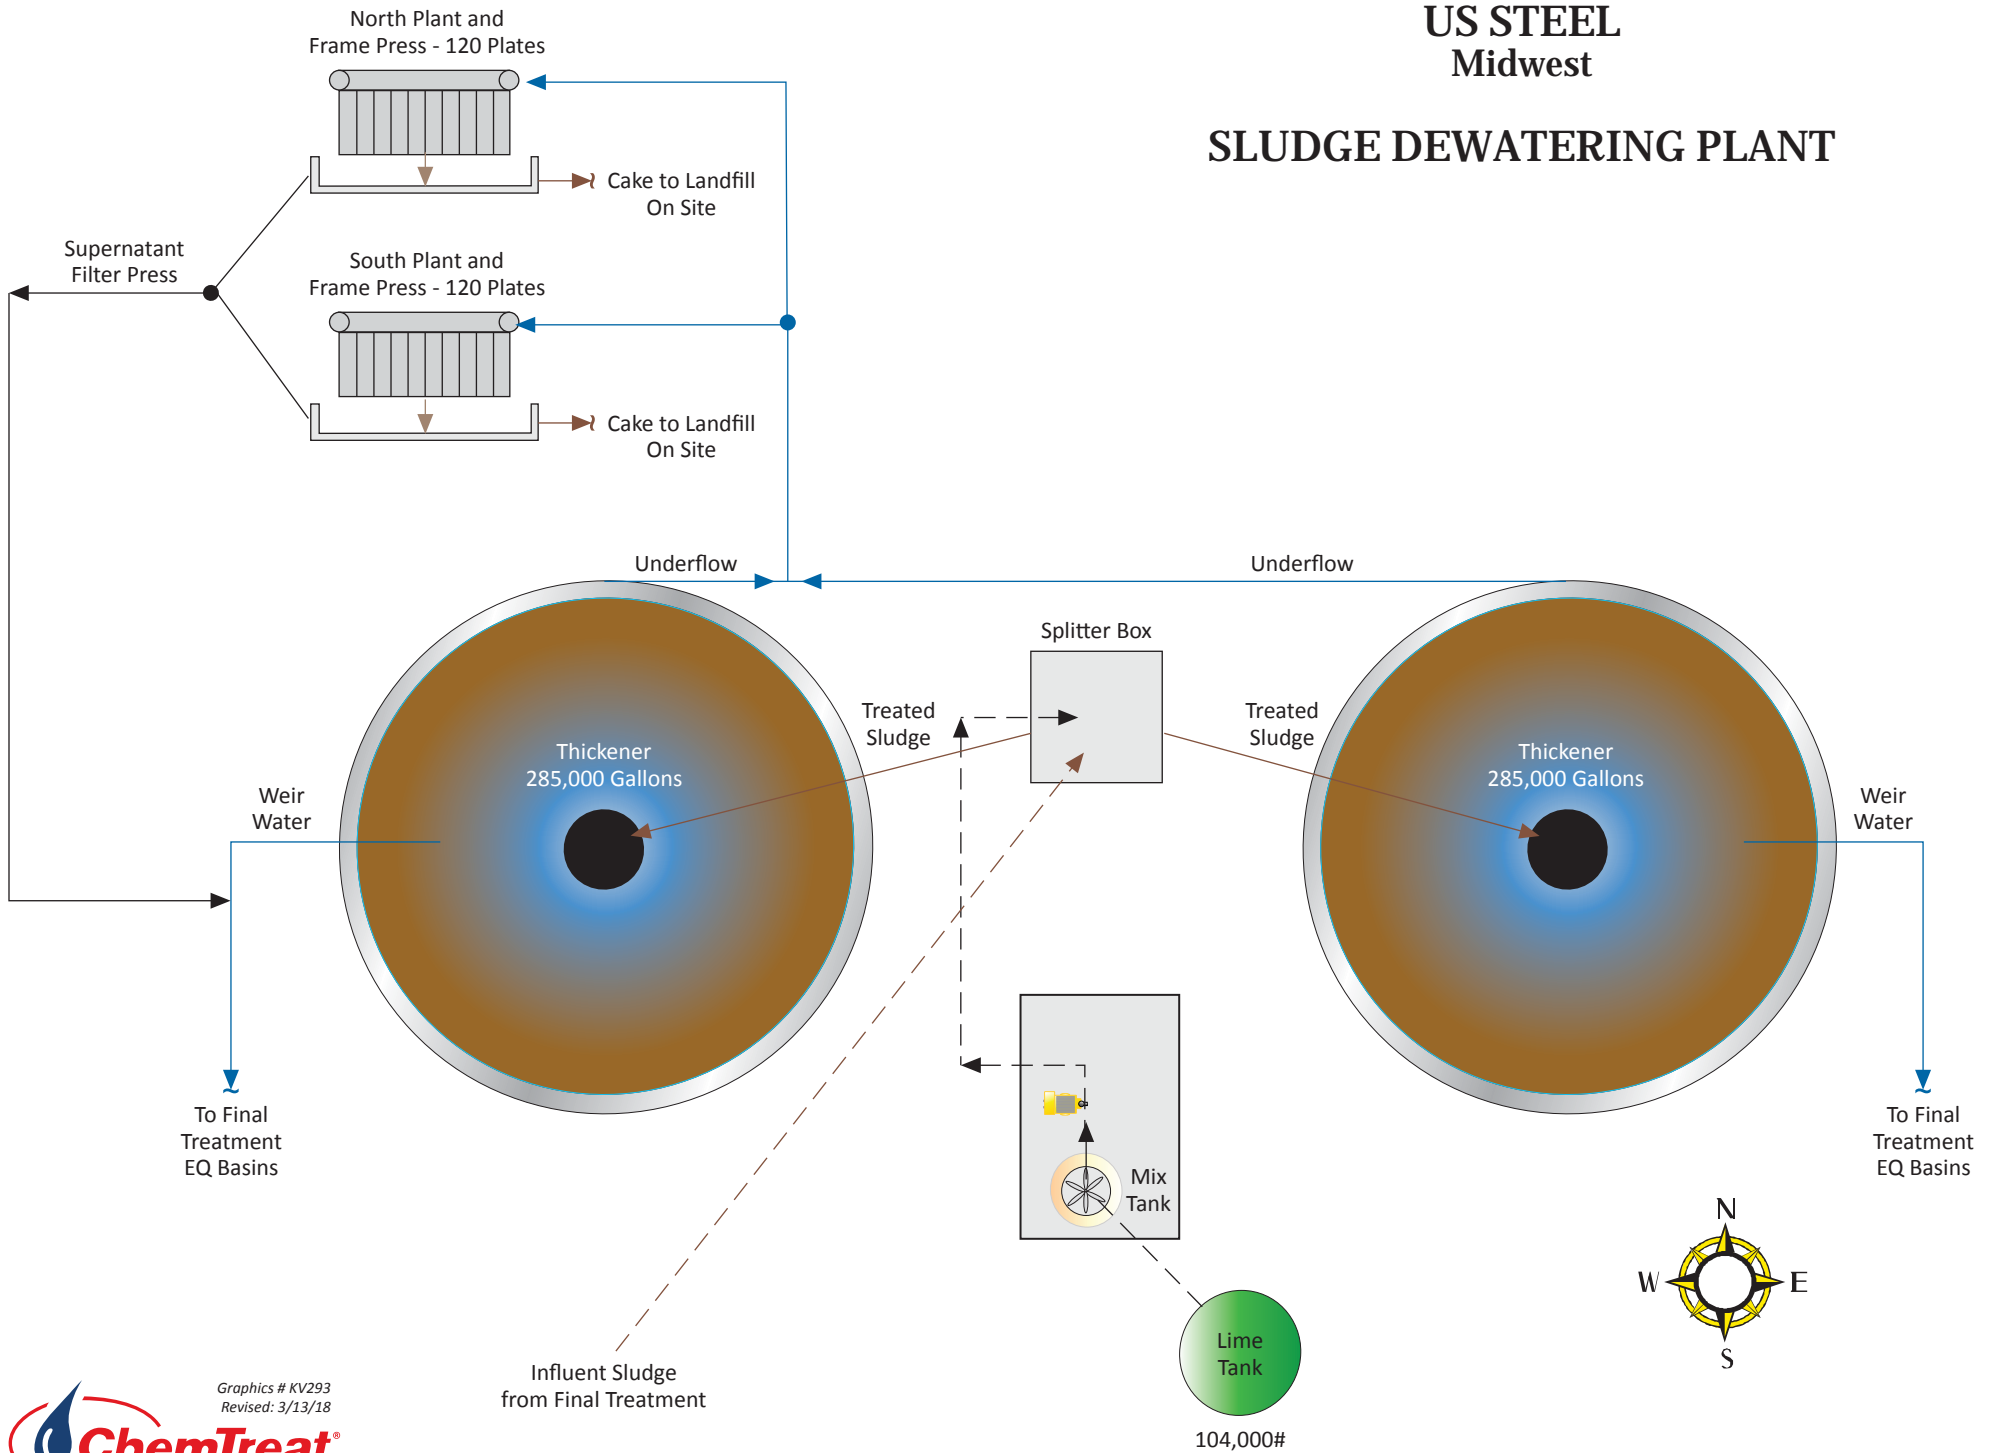 US STEEL
Midwest
SLUDGE DEWATERING PLANT
North Plant and
Frame Press - 120 Plates
Cake to Landfill
On Site
Supernatant
Filter Press
South Plant and
Frame Press - 120 Plates
Cake to Landfill
On Site
Underflow
Underflow
Splitter Box
Treated
Sludge
Treated
Sludge
Thickener
285,000 Gallons
Thickener
285,000 Gallons
Weir
Water
Weir
Water
To Final
Treatment
EQ Basins
To Final
Treatment
EQ Basins
Mix
Tank
N
W
E
S
Lime
Tank
104,000#
Influent Sludge
from Final Treatment
Graphics # KV293
Revised: 3/13/18
ChemTreat®